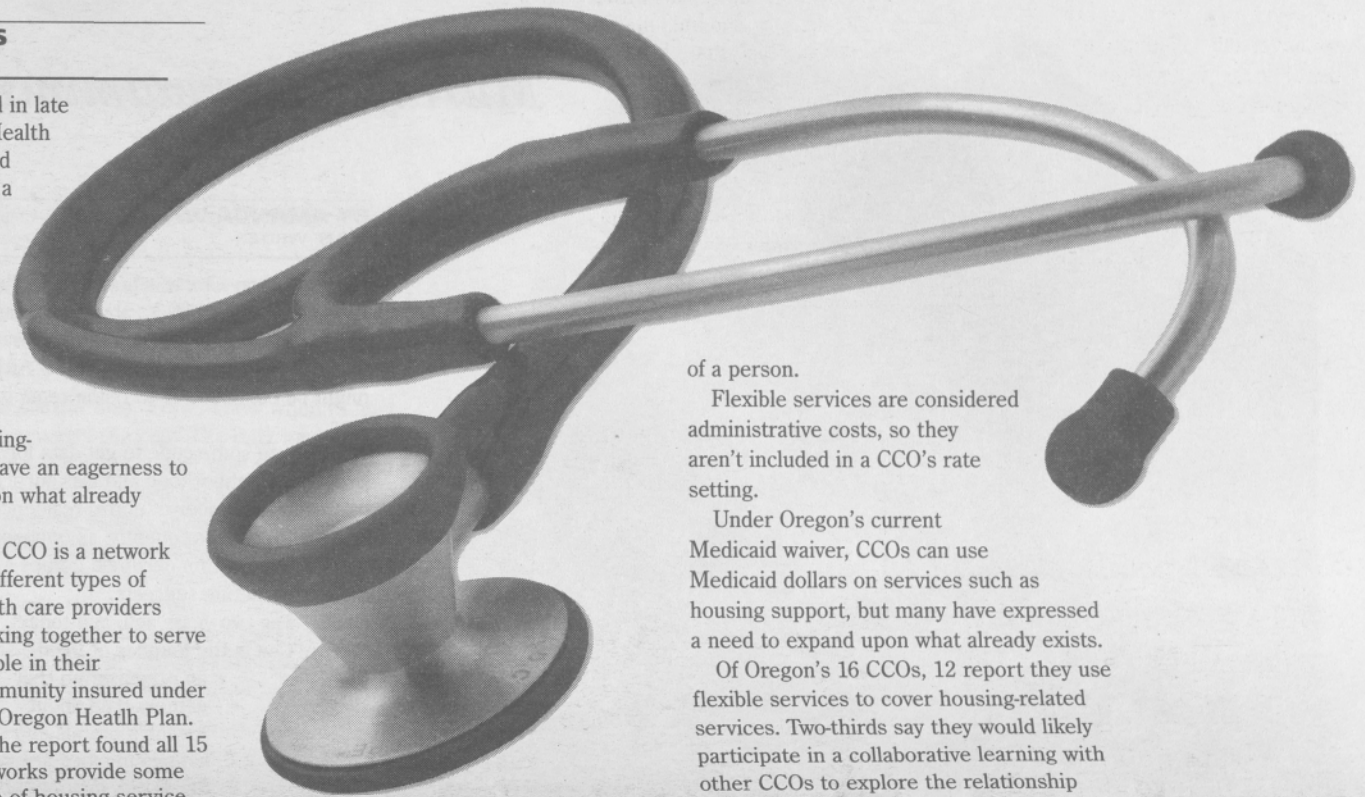 s
l in late
Health
d
a
ing-
ave an eagerness to
on what already
CCO is a network
fferent types of
th care providers
king together to serve
ple in their
munity insured under
Oregon Heatlh Plan.
he report found all 15
works provide some
of housing service
of a person.
Flexible services are considered
administrative costs, so they
aren't included in a CCO's rate
setting.
Under Oregon's current
Medicaid waiver, CCOs can use
Medicaid dollars on services such as
housing support, but many have expressed
a need to expand upon what already exists.
Of Oregon's 16 CCOs, 12 report they use
flexible services to cover housing-related
services. Two-thirds say they would likely
participate in a collaborative learning with
other CCOs to explore the relationship